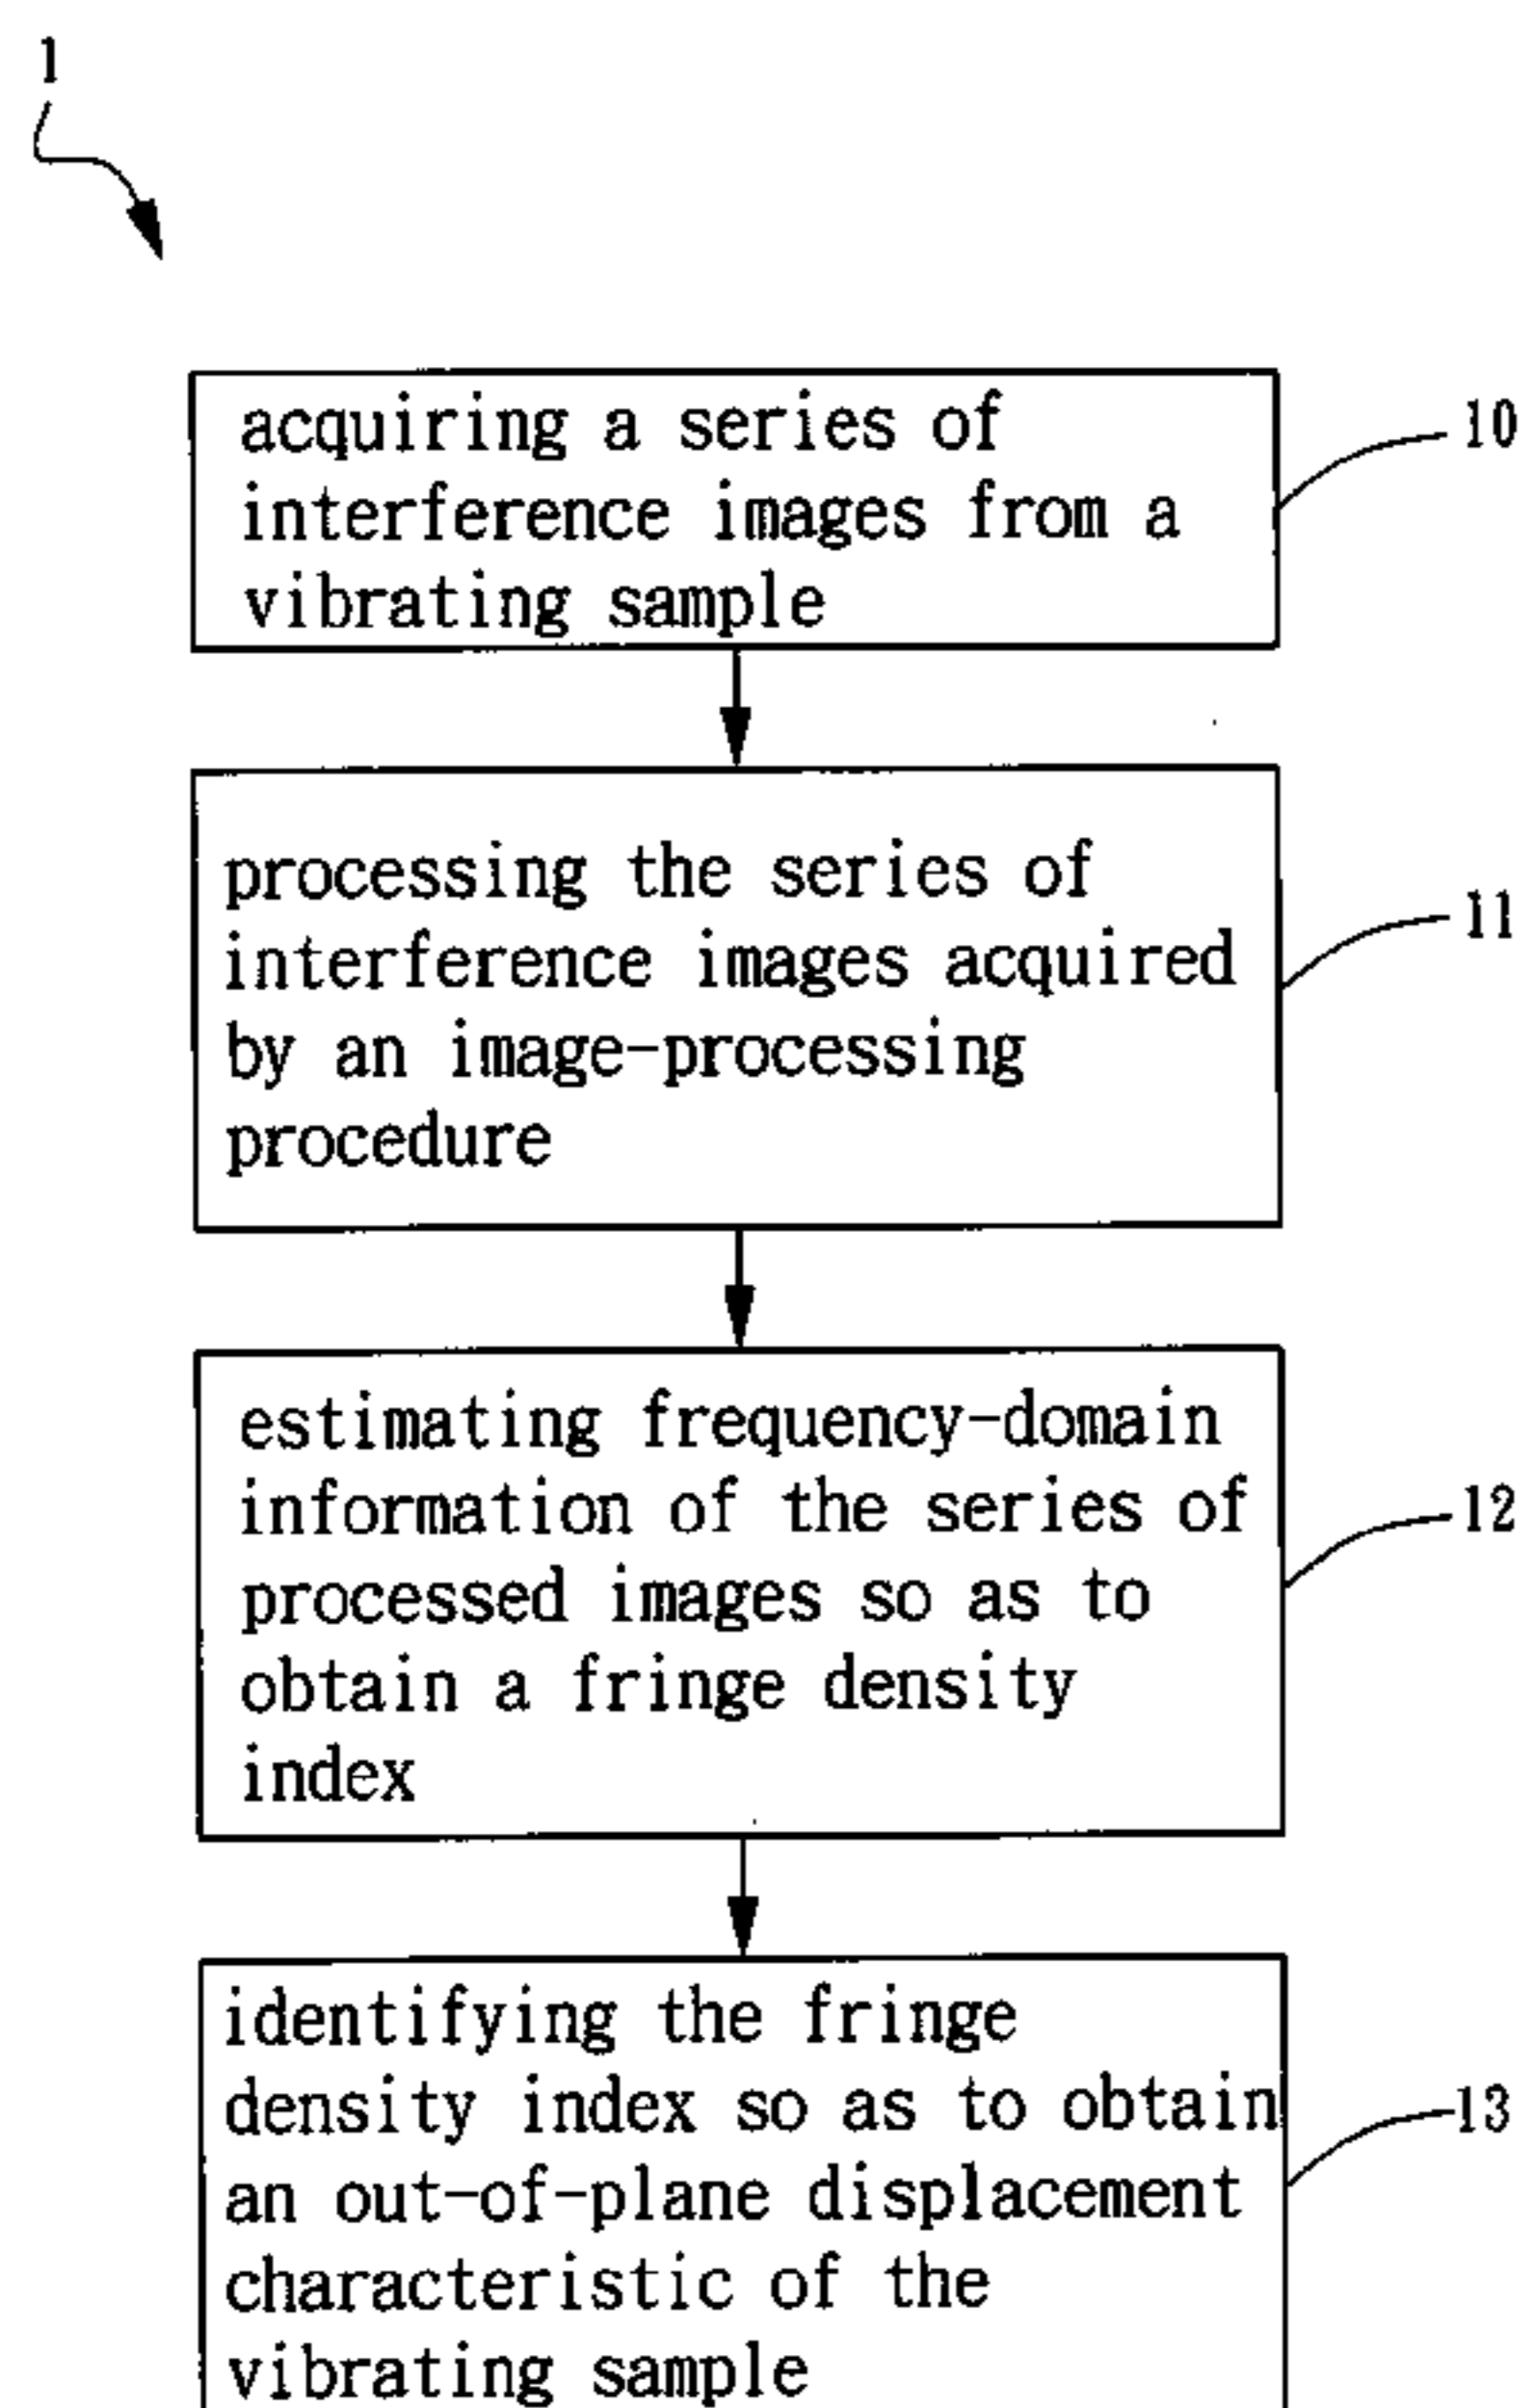 1
acquiring a series of
interference images from a
vibrating sample
10
processing the series of
interference images acquired
by an image-processing
procedure
11
estimating frequency-domain
information of the series of
processed images so as to
obtain a fringe density
index
12
identifying the fringe
density index so as to obtain
an out-of-plane displacement
characteristic of the
vibrating sample
13